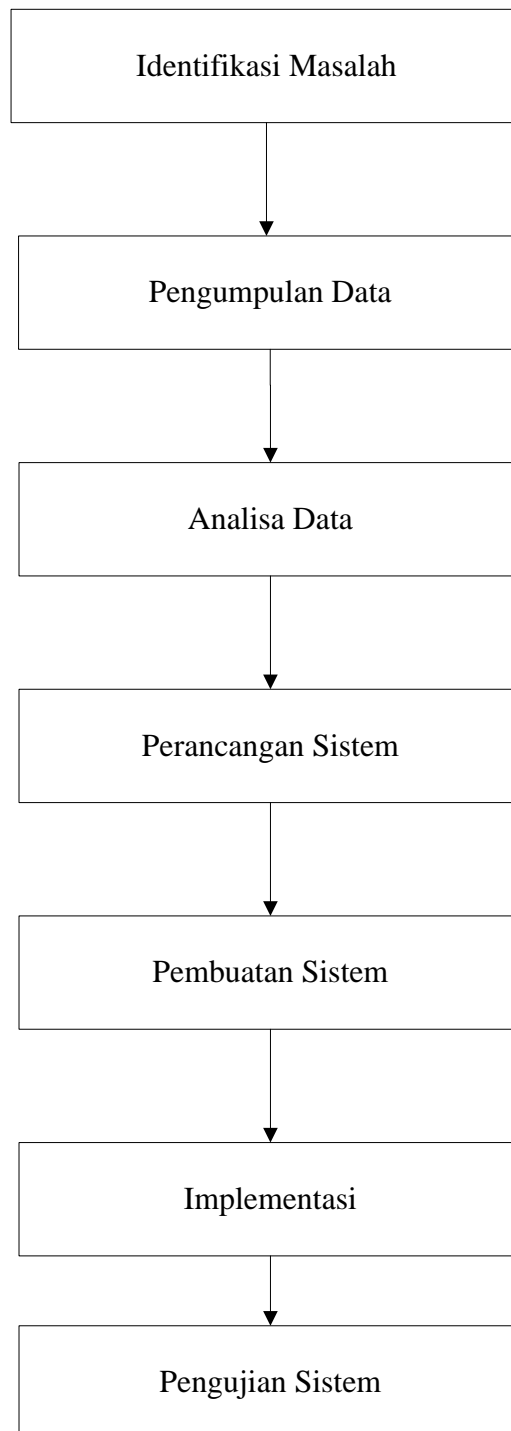 Identifikasi Masalah
Pengumpulan Data
Analisa Data
Perancangan Sistem
Pembuatan Sistem
Implementasi
Pengujian Sistem